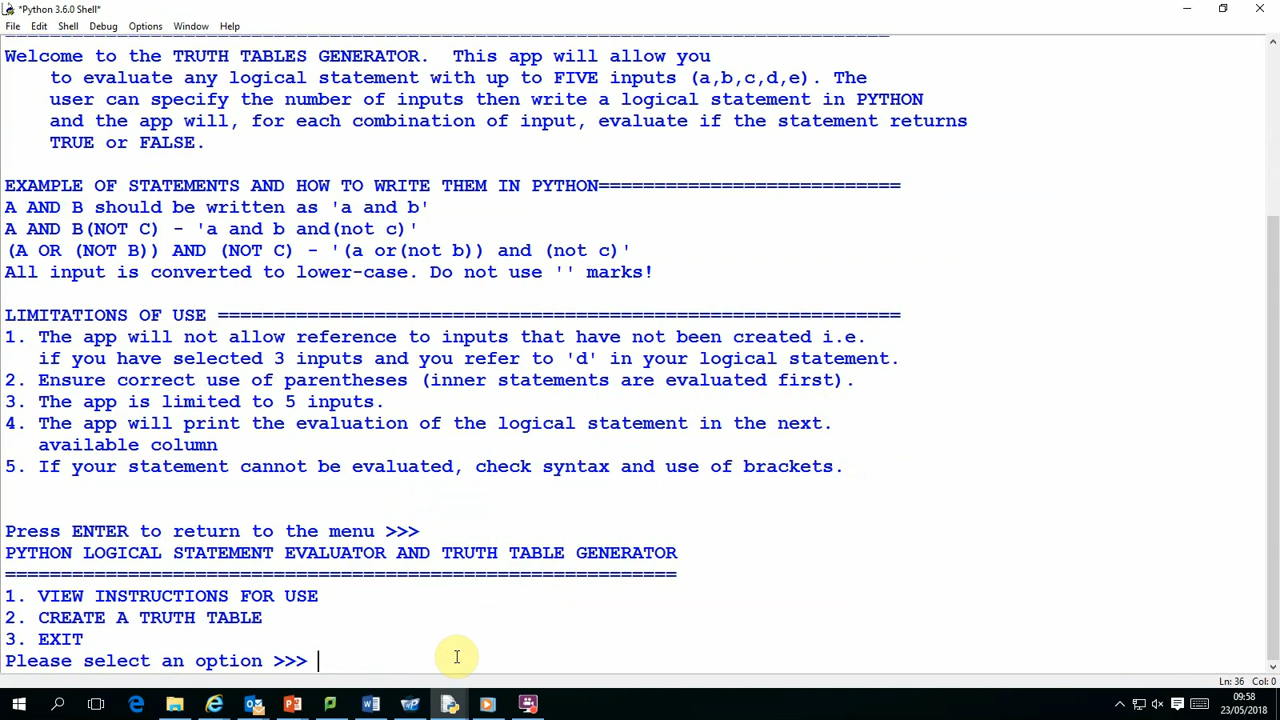 *Python 3.6.0 Shell*
File Edit Shell Debug Options Window Help
Welcome to the TRUTH TABLES GENERATOR. This app will allow you
to evaluate any logical statement with up to FIVE inputs (a,b,c,d,e). The
user can specify the number of inputs then write a logical statement in PYTHON
and the app will, for each combination of input, evaluate if the statement returns
TRUE or FALSE.
EXAMPLE OF STATEMENTS AND HOW TO WRITE THEM IN PYTHON===========================
A AND B should be written as 'a and b'
A AND B(NOT C) - 'a and b and(not c)'
(A OR (NOT B)) AND (NOT C) - '(a or(not b)) and (not c)'
All input is converted to lower-case. Do not use '' marks!
LIMITATIONS OF USE =============================================================
1. The app will not allow reference to inputs that have not been created i.e.
if you have selected 3 inputs and you refer to 'd' in your logical statement.
2. Ensure correct use of parentheses (inner statements are evaluated first).
3. The app is limited to 5 inputs.
4. The app will print the evaluation of the logical statement in the next.
available column
5. If your statement cannot be evaluated, check syntax and use of brackets.
Press ENTER to return to the menu >>>
PYTHON LOGICAL STATEMENT EVALUATOR AND TRUTH TABLE GENERATOR
============================================================
1. VIEW INSTRUCTIONS FOR USE
2. CREATE A TRUTH TABLE
3. EXIT
Please select an option >>>
Ln: 36 Col: 0
09:58
23/05/2018